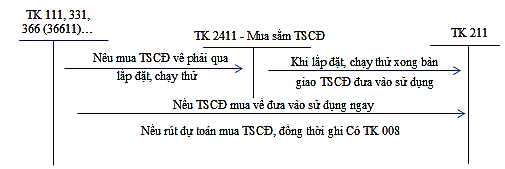 TK 111, 331,
366 (36611)...
TK 2411 - Mua sắm TSCĐ
TK 211
Nêu mua TSCĐ về phải qua
lắp đặt, chạy thử
Khi lắp đặt, chạy thử xong bàn
giao TSCĐ đưa vào sử dụng
Nếu TSCĐ mua về đưa vào sử dụng ngay
Nếu rút dự toán mua TSCĐ, đồng thời ghi Có TK 008